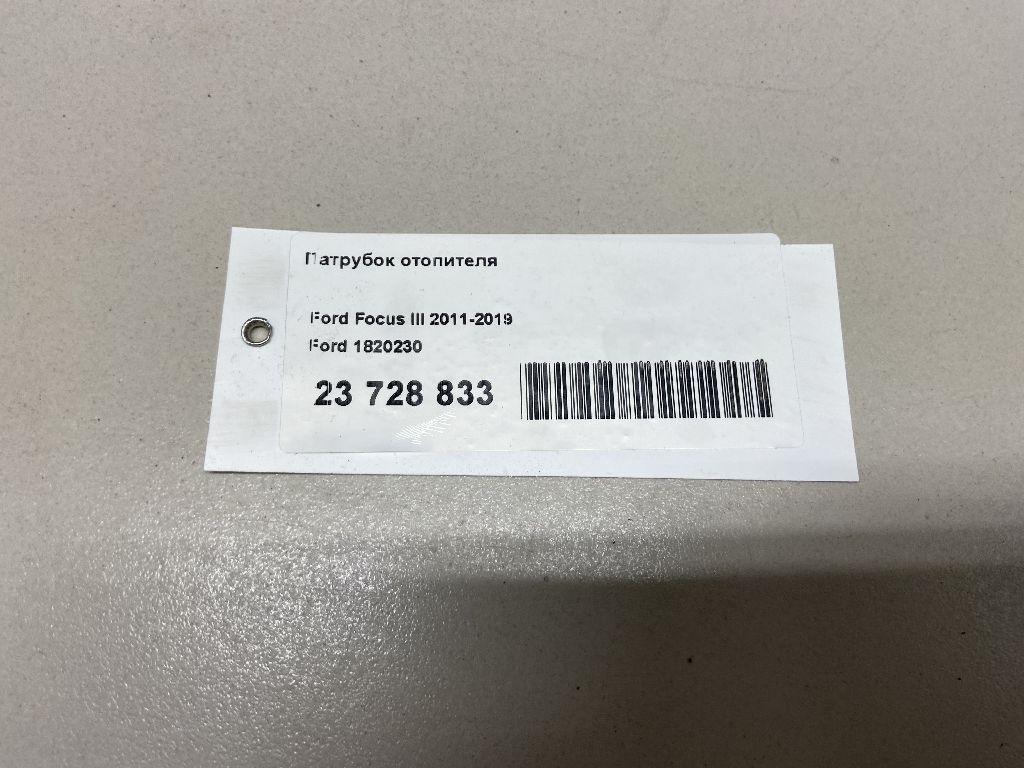 Патрубок отопителя
Ford Focus III 2011-2019
Ford 1820230
23 728 833